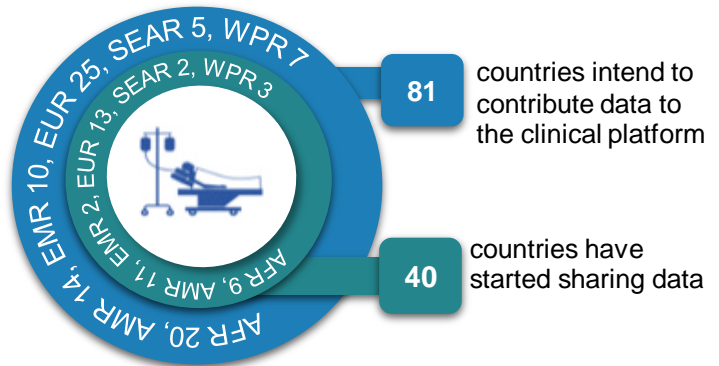 AFR 20, AMR 14, EMR 10, EUR 25, SEAR 5, WPR 7
AFR 9, AMR 11, EMR 2, EUR 13, SEAR 2, WPR 3
81
countries intend to
contribute data to
the clinical platform
40
countries have
started sharing data